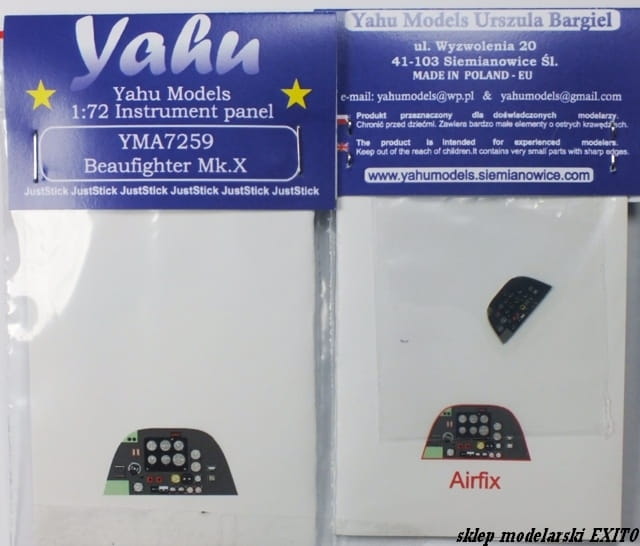 Yahu
Yahu Models
1:72 Instrument panel
YMA7259
Beaufighter Mk.X
JustStick JustStick JustStick JustStick JustStick JustStick
Yahu Models Urszula Bargiel
ul. Wyzwolenia 20
41-103 Siemianowice Śl.
MADE IN POLAND - EU
e-mail: yahumodels@wp.pl & yahumodels@gmail.com
Produkt przeznaczony dla doświadczonych modelarzy.
Chronić przed dziećmi. Zawiera bardzo małe elementy o ostrych krawędziach.
The product is intended for experienced modelers.
Keep out of the reach of children.It contains very small parts with sharp edges.
www.yahumodels.siemianowice.com
Airfix
sklep modelarski EXITO